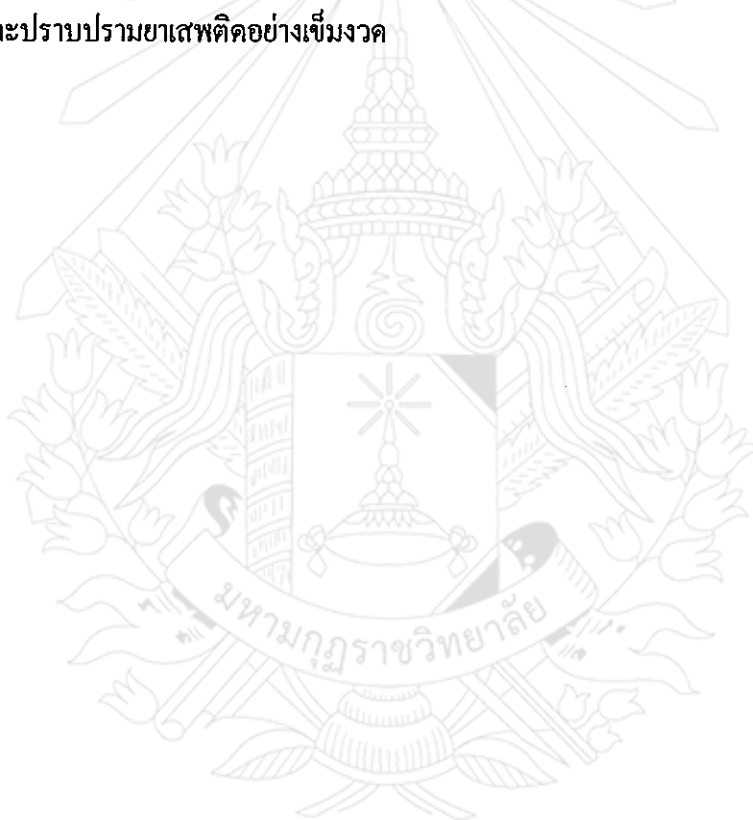 ะปราบปรามยาเสพติดอย่างเข้มงวด
มหามกุฏราชวิทยาลัย